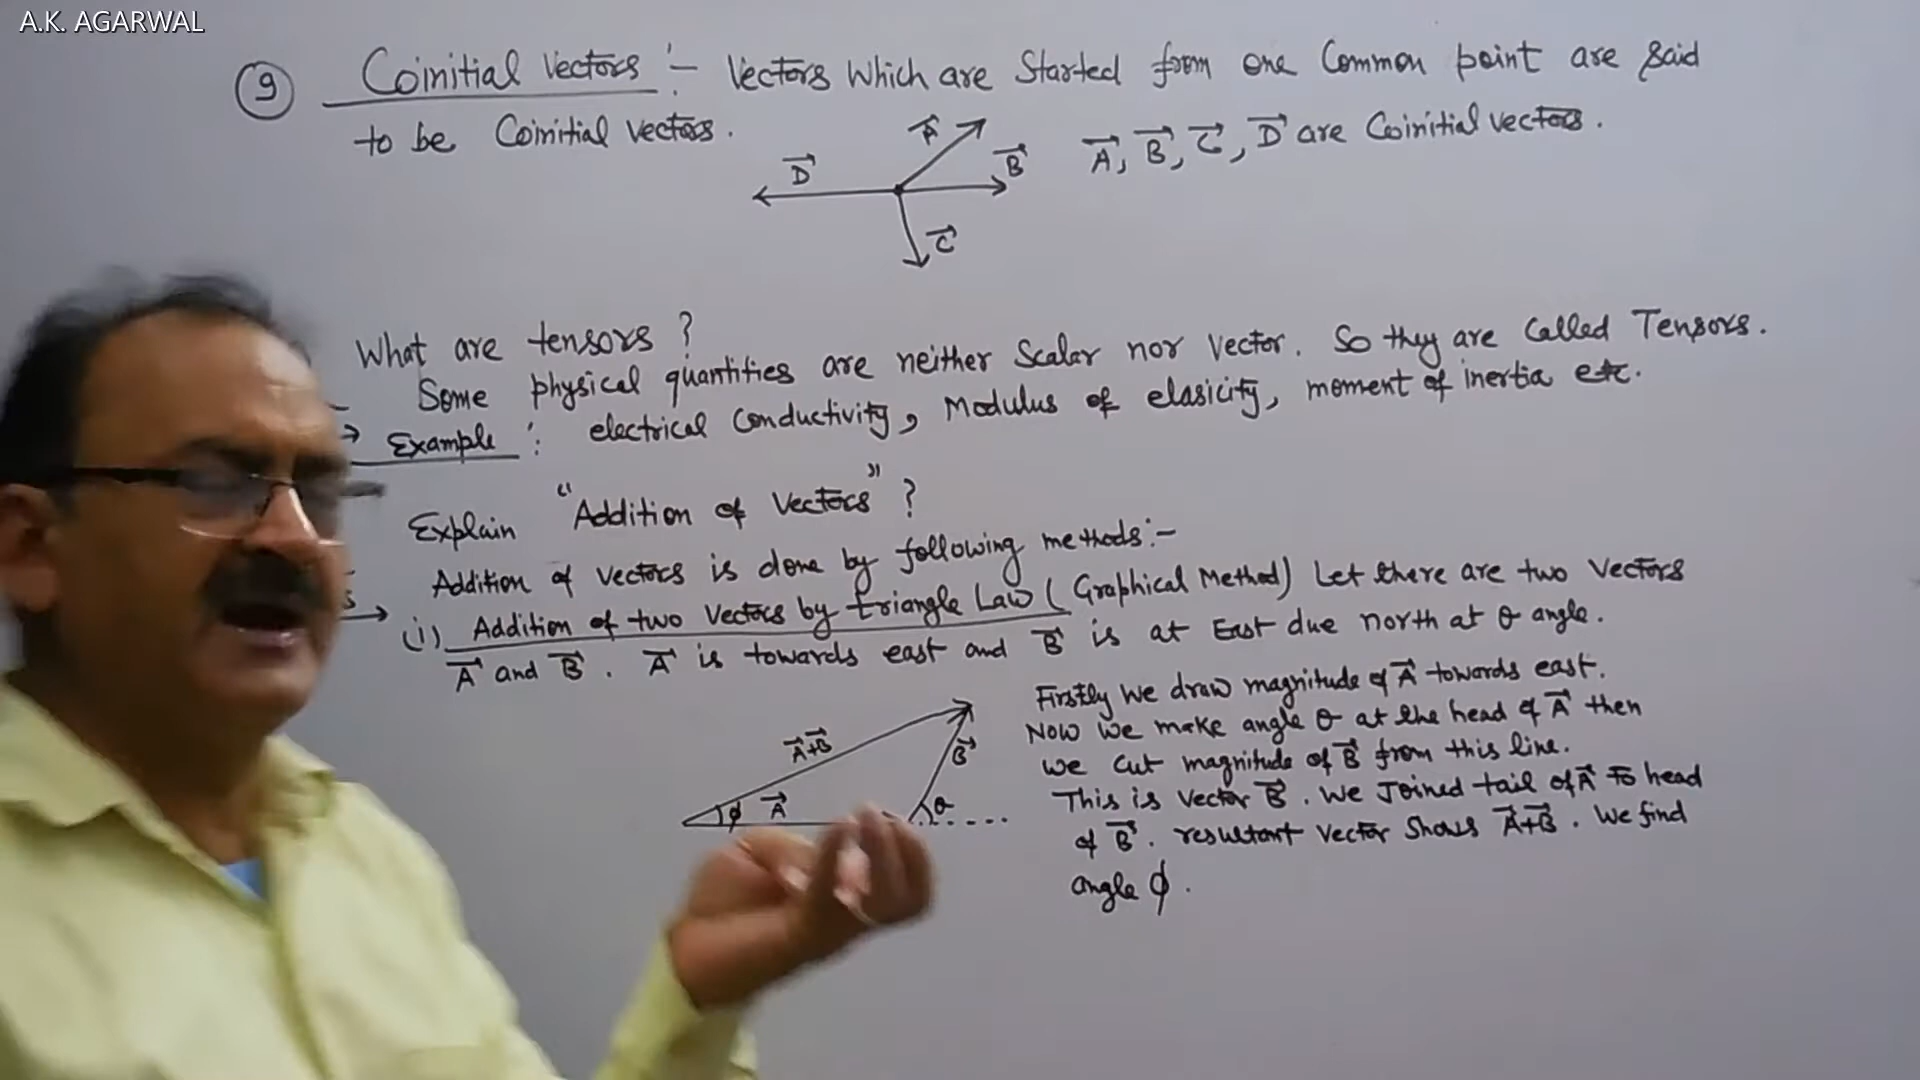 A.K. AGARWAL
9 Coinitial Vectors :- Vectors Which are Started from one Common point are said
to be Coinitial vectors.
A⃗, B⃗, C⃗, D⃗ are Coinitial vectors.
A⃗
B⃗
D⃗
C⃗
What are tensors ?
Some physical quantities are neither Scalar nor Vector. So they are Called Tensors.
→ Example : electrical Conductivity, Modulus of elasicity, moment of inertia etc.
Explain "Addition of Vectors" ?
Addition of vectors is done by following methods:-
→ (i) Addition of two Vectors by triangle Law (Graphical Method) Let there are two Vectors
A⃗ and B⃗. A⃗ is towards east and B⃗ is at East due north at θ angle.
A⃗+B⃗
B⃗
ϕ A⃗ θ
Firstly We draw magnitude of A⃗ towards east.
Now We make angle θ at the head of A⃗ then
we cut magnitude of B⃗ from this line.
This is Vector B⃗. We Joined tail of A⃗ To head
of B⃗. resultant Vector Shows A⃗+B⃗. We find
angle ϕ.